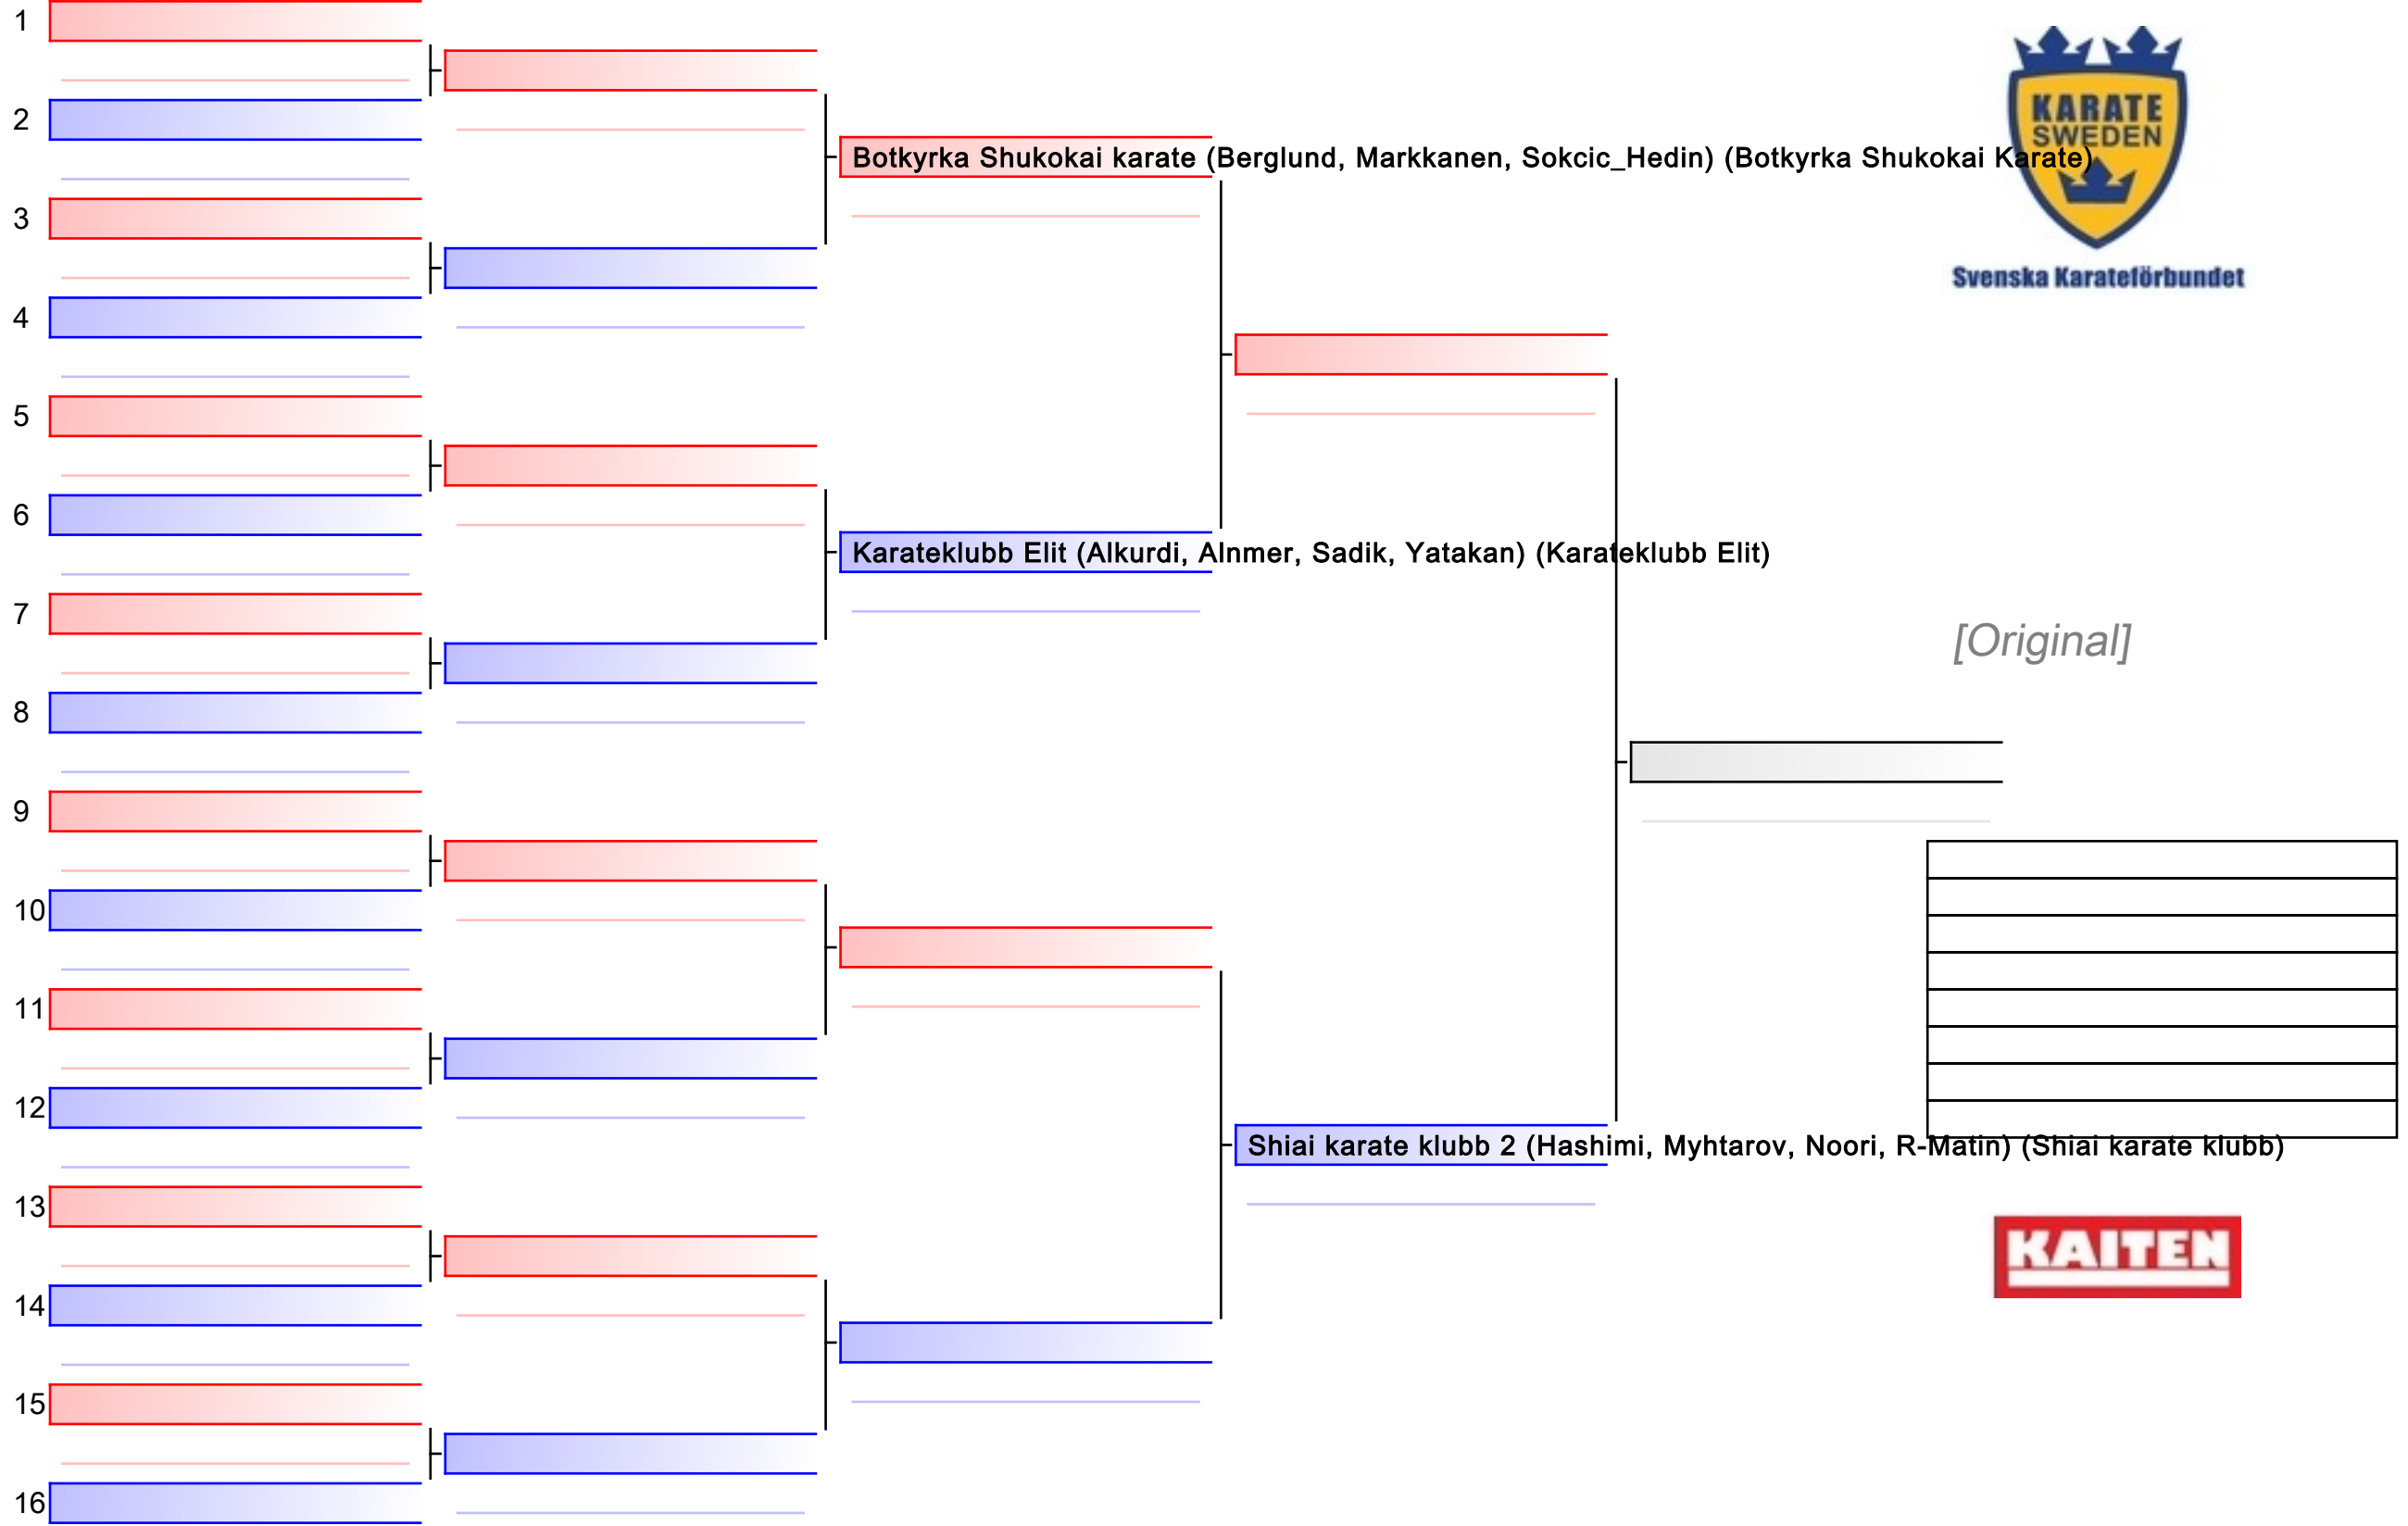 1
2
KARATE
SWEDEN
Botkyrka Shukokai karate (Berglund, Markkanen, Sokcic_Hedin) (Botkyrka Shukokai Karate)
3
Svenska Karateförbundet
4
5
6
Karateklubb Elit (Alkurdi, Alnmer, Sadik, Yatakan) (Karateklubb Elit)
7
[Original]
8
9
10
11
12
Shiai karate klubb 2 (Hashimi, Myhtarov, Noori, R-Matin) (Shiai karate klubb)
13
KAITEN
14
15
16